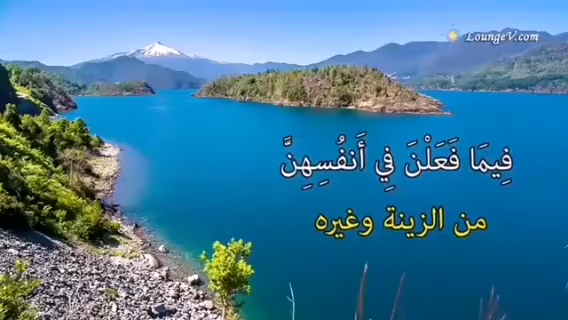 LoungeV.com
فِيمَا فَعَلْنَ فِي أَنفُسِهِنَّ
من الزينة وغيره